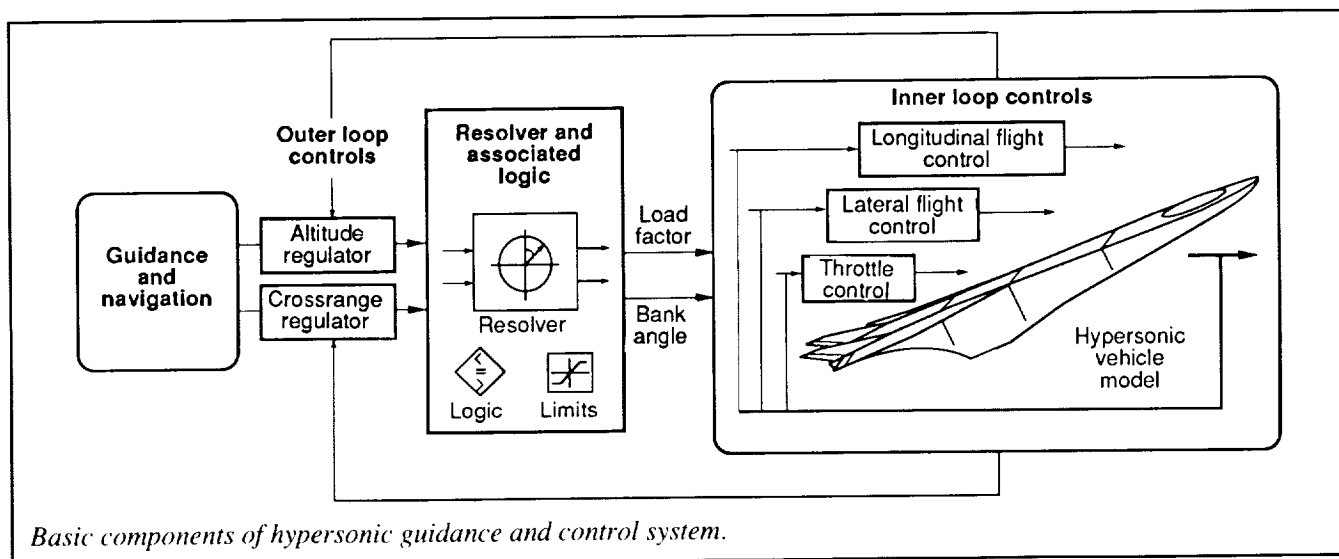 Outer loop
controls
Guidance
and
navigation
Altitude
regulator
Crossrange
regulator
Resolver and
associated
logic
Resolver
Logic
Limits
Load
factor
Bank
angle
Inner loop controls
Longitudinal flight
control
Lateral flight
control
Throttle
control
Hypersonic
vehicle
model
Basic components of hypersonic guidance and control system.